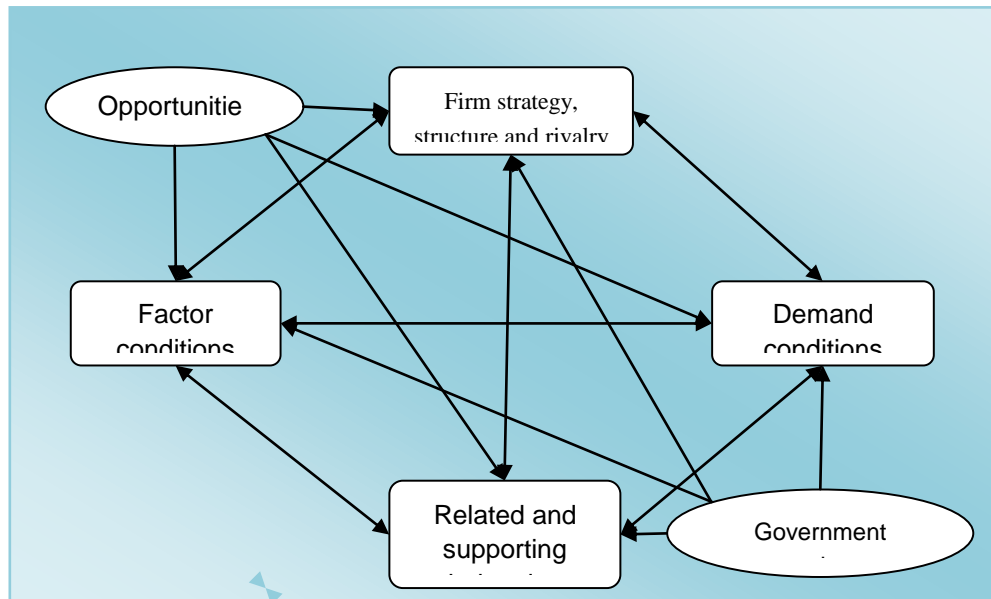 Opportunitie
Firm strategy,
structure and rivalry
Factor
conditions
Demand
conditions
Related and
supporting
Government